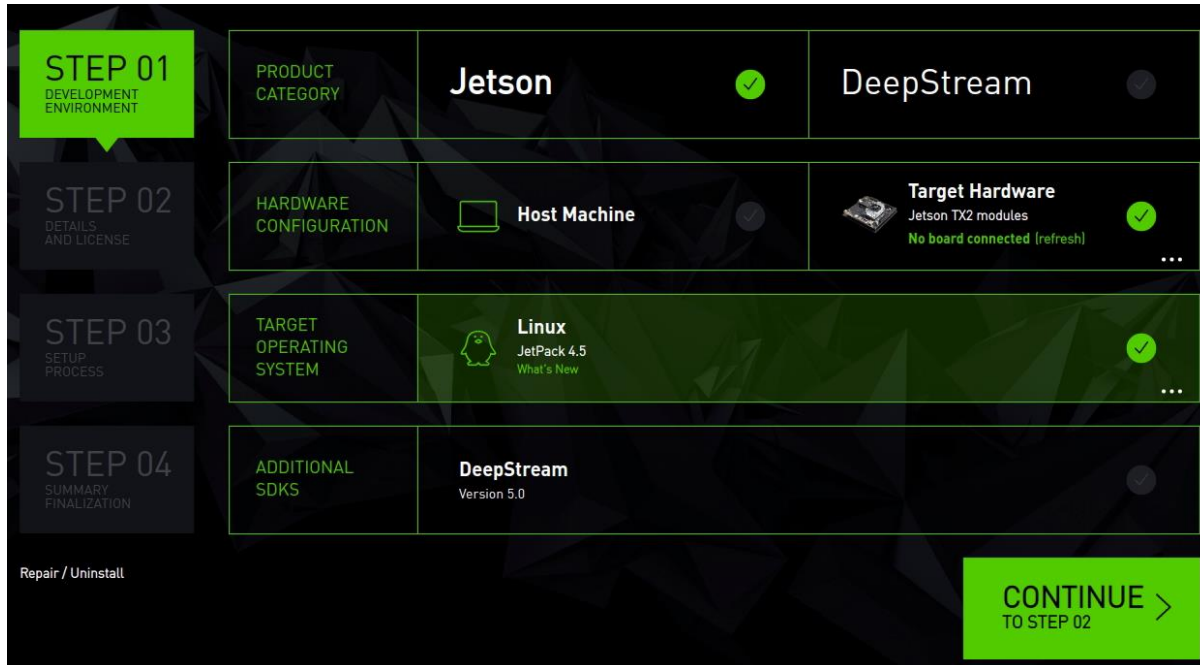 STEP 01
DEVELOPMENT
ENVIRONMENT
PRODUCT
CATEGORY
Jetson
DeepStream
STEP 02
DETAILS
AND LICENSE
HARDWARE
CONFIGURATION
Host Machine
Target Hardware
Jetson TX2 modules
No board connected (refresh)
...
STEP 03
SETUP
PROCESS
TARGET
OPERATING
SYSTEM
Linux
JetPack 4.5
What's New
...
STEP 04
SUMMARY
FINALIZATION
ADDITIONAL
SDKS
DeepStream
Version 5.0
Repair / Uninstall
CONTINUE >
TO STEP 02